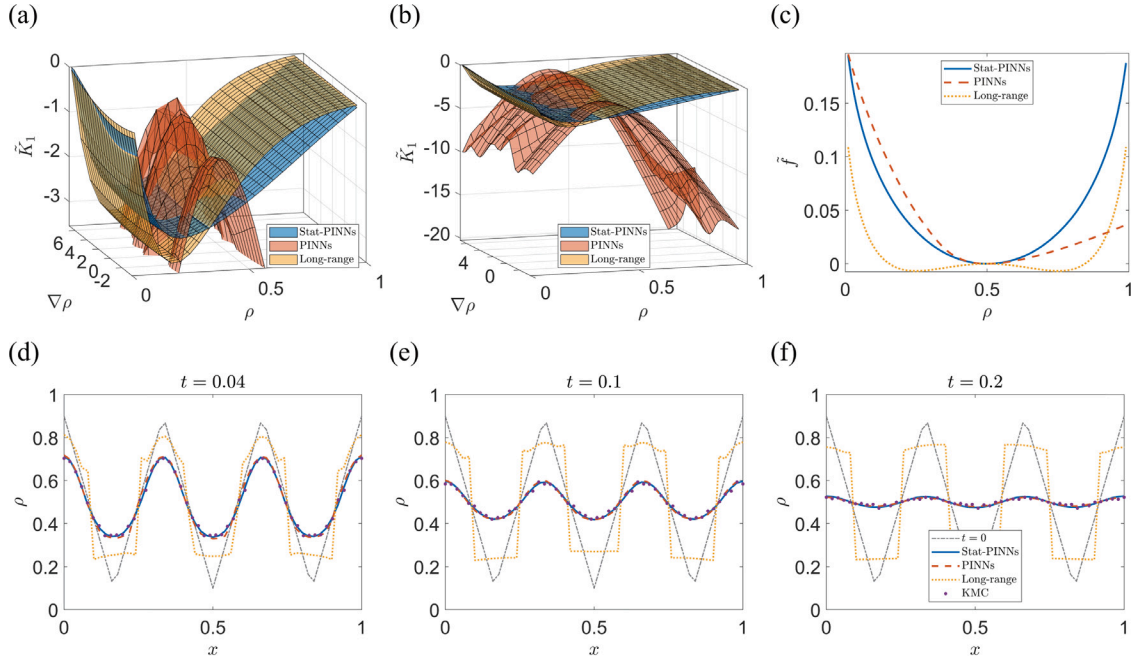 (a)
0
-1
-2
-3
K̃₁
6
4
2
0
-2
∇ρ
0
0.5
1
ρ
Stat-PINNs
PINNs
Long-range
(b)
0
-5
-10
-15
-20
K̃₁
4
0
∇ρ
0
0.5
1
ρ
Stat-PINNs
PINNs
Long-range
(c)
0.15
0.1
0.05
0
f̃
0
0.5
1
ρ
Stat-PINNs
PINNs
Long-range
(d)
t = 0.04
1
0.8
0.6
0.4
0.2
0
ρ
0
0.5
1
x
(e)
t = 0.1
1
0.8
0.6
0.4
0.2
0
ρ
0
0.5
1
x
(f)
t = 0.2
1
0.8
0.6
0.4
0.2
0
ρ
0
0.5
1
x
t = 0
Stat-PINNs
PINNs
Long-range
KMC